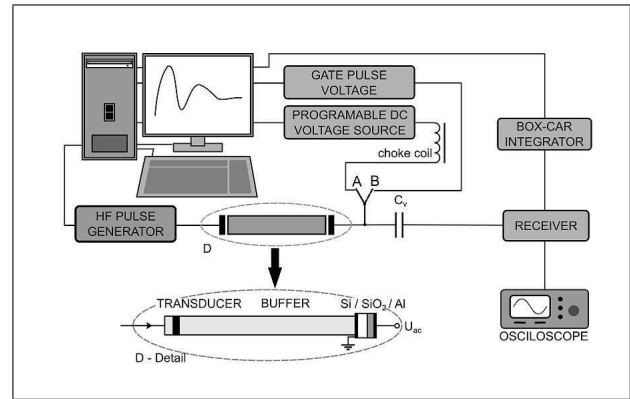 GATE PULSE
VOLTAGE
PROGRAMABLE DC
VOLTAGE SOURCE
BOX-CAR
INTEGRATOR
choke coil
A B
Cv
HF PULSE
GENERATOR
D
RECEIVER
TRANSDUCER BUFFER Si / SiO2 / Al
Uac
D - Detail
OSCILOSCOPE